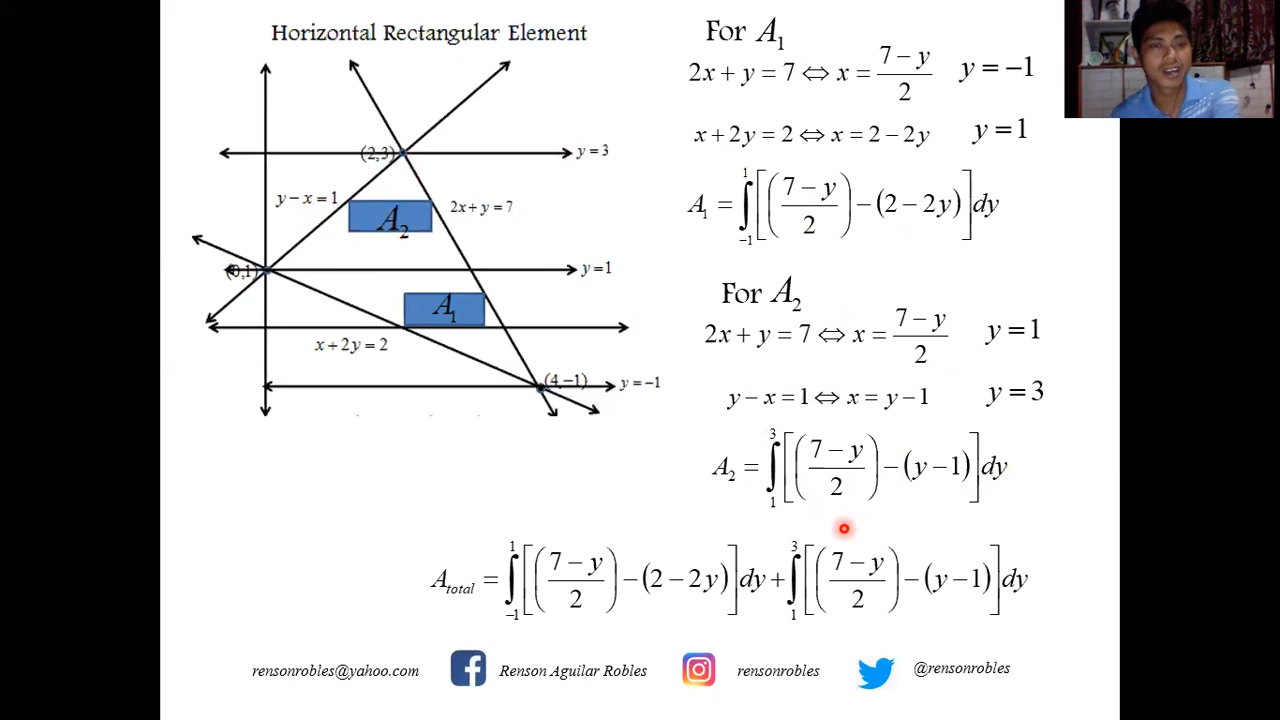 Horizontal Rectangular Element
(2,3)
y = 3
y − x = 1
A₂
2x + y = 7
(0,1)
y = 1
A₁
x + 2y = 2
(4,−1)
y = −1
For A₁
2x + y = 7 ⇔ x = (7 − y)/2 y = −1
x + 2y = 2 ⇔ x = 2 − 2y y = 1
A₁ = ∫₋₁¹ [((7 − y)/2) − (2 − 2y)] dy
For A₂
2x + y = 7 ⇔ x = (7 − y)/2 y = 1
y − x = 1 ⇔ x = y − 1 y = 3
A₂ = ∫₁³ [((7 − y)/2) − (y − 1)] dy
A_total = ∫₋₁¹ [((7 − y)/2) − (2 − 2y)] dy + ∫₁³ [((7 − y)/2) − (y − 1)] dy
rensonrobles@yahoo.com Renson Aguilar Robles rensonrobles @rensonrobles